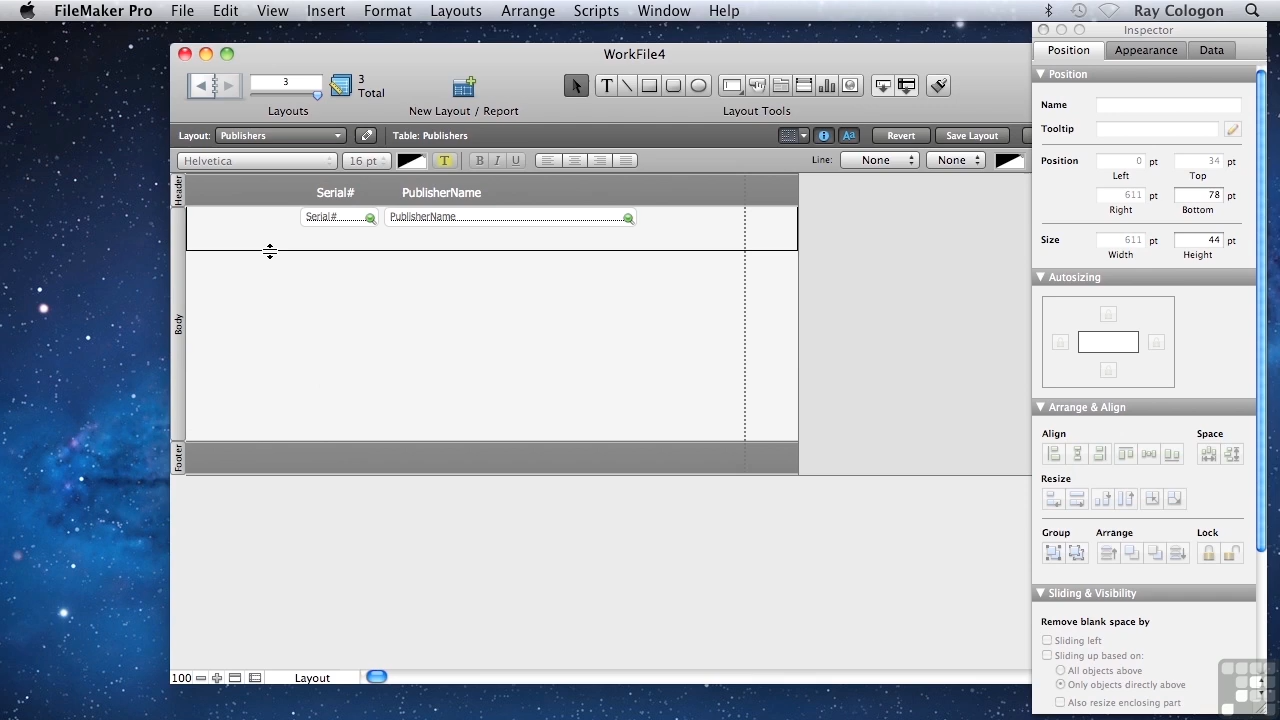 FileMaker Pro File Edit View Insert Format Layouts Arrange Scripts Window Help Ray Cologon
Inspector
WorkFile4
Position Appearance Data
3
3
Total
Layouts
New Layout / Report
Layout Tools
Layout: Publishers
Table: Publishers
Aa
Revert
Save Layout
Helvetica
16 pt
T
B I U
Line: None
None
Header
Serial# PublisherName
Serial# PublisherName
Body
Footer
100
Layout
Position
Name
Tooltip
Position 0 pt 34 pt
Left Top
611 pt 78 pt
Right Bottom
Size 611 pt 44 pt
Width Height
Autosizing
Arrange & Align
Align Space
Resize
Group Arrange Lock
Sliding & Visibility
Remove blank space by
Sliding left
Sliding up based on:
All objects above
Only objects directly above
Also resize enclosing part